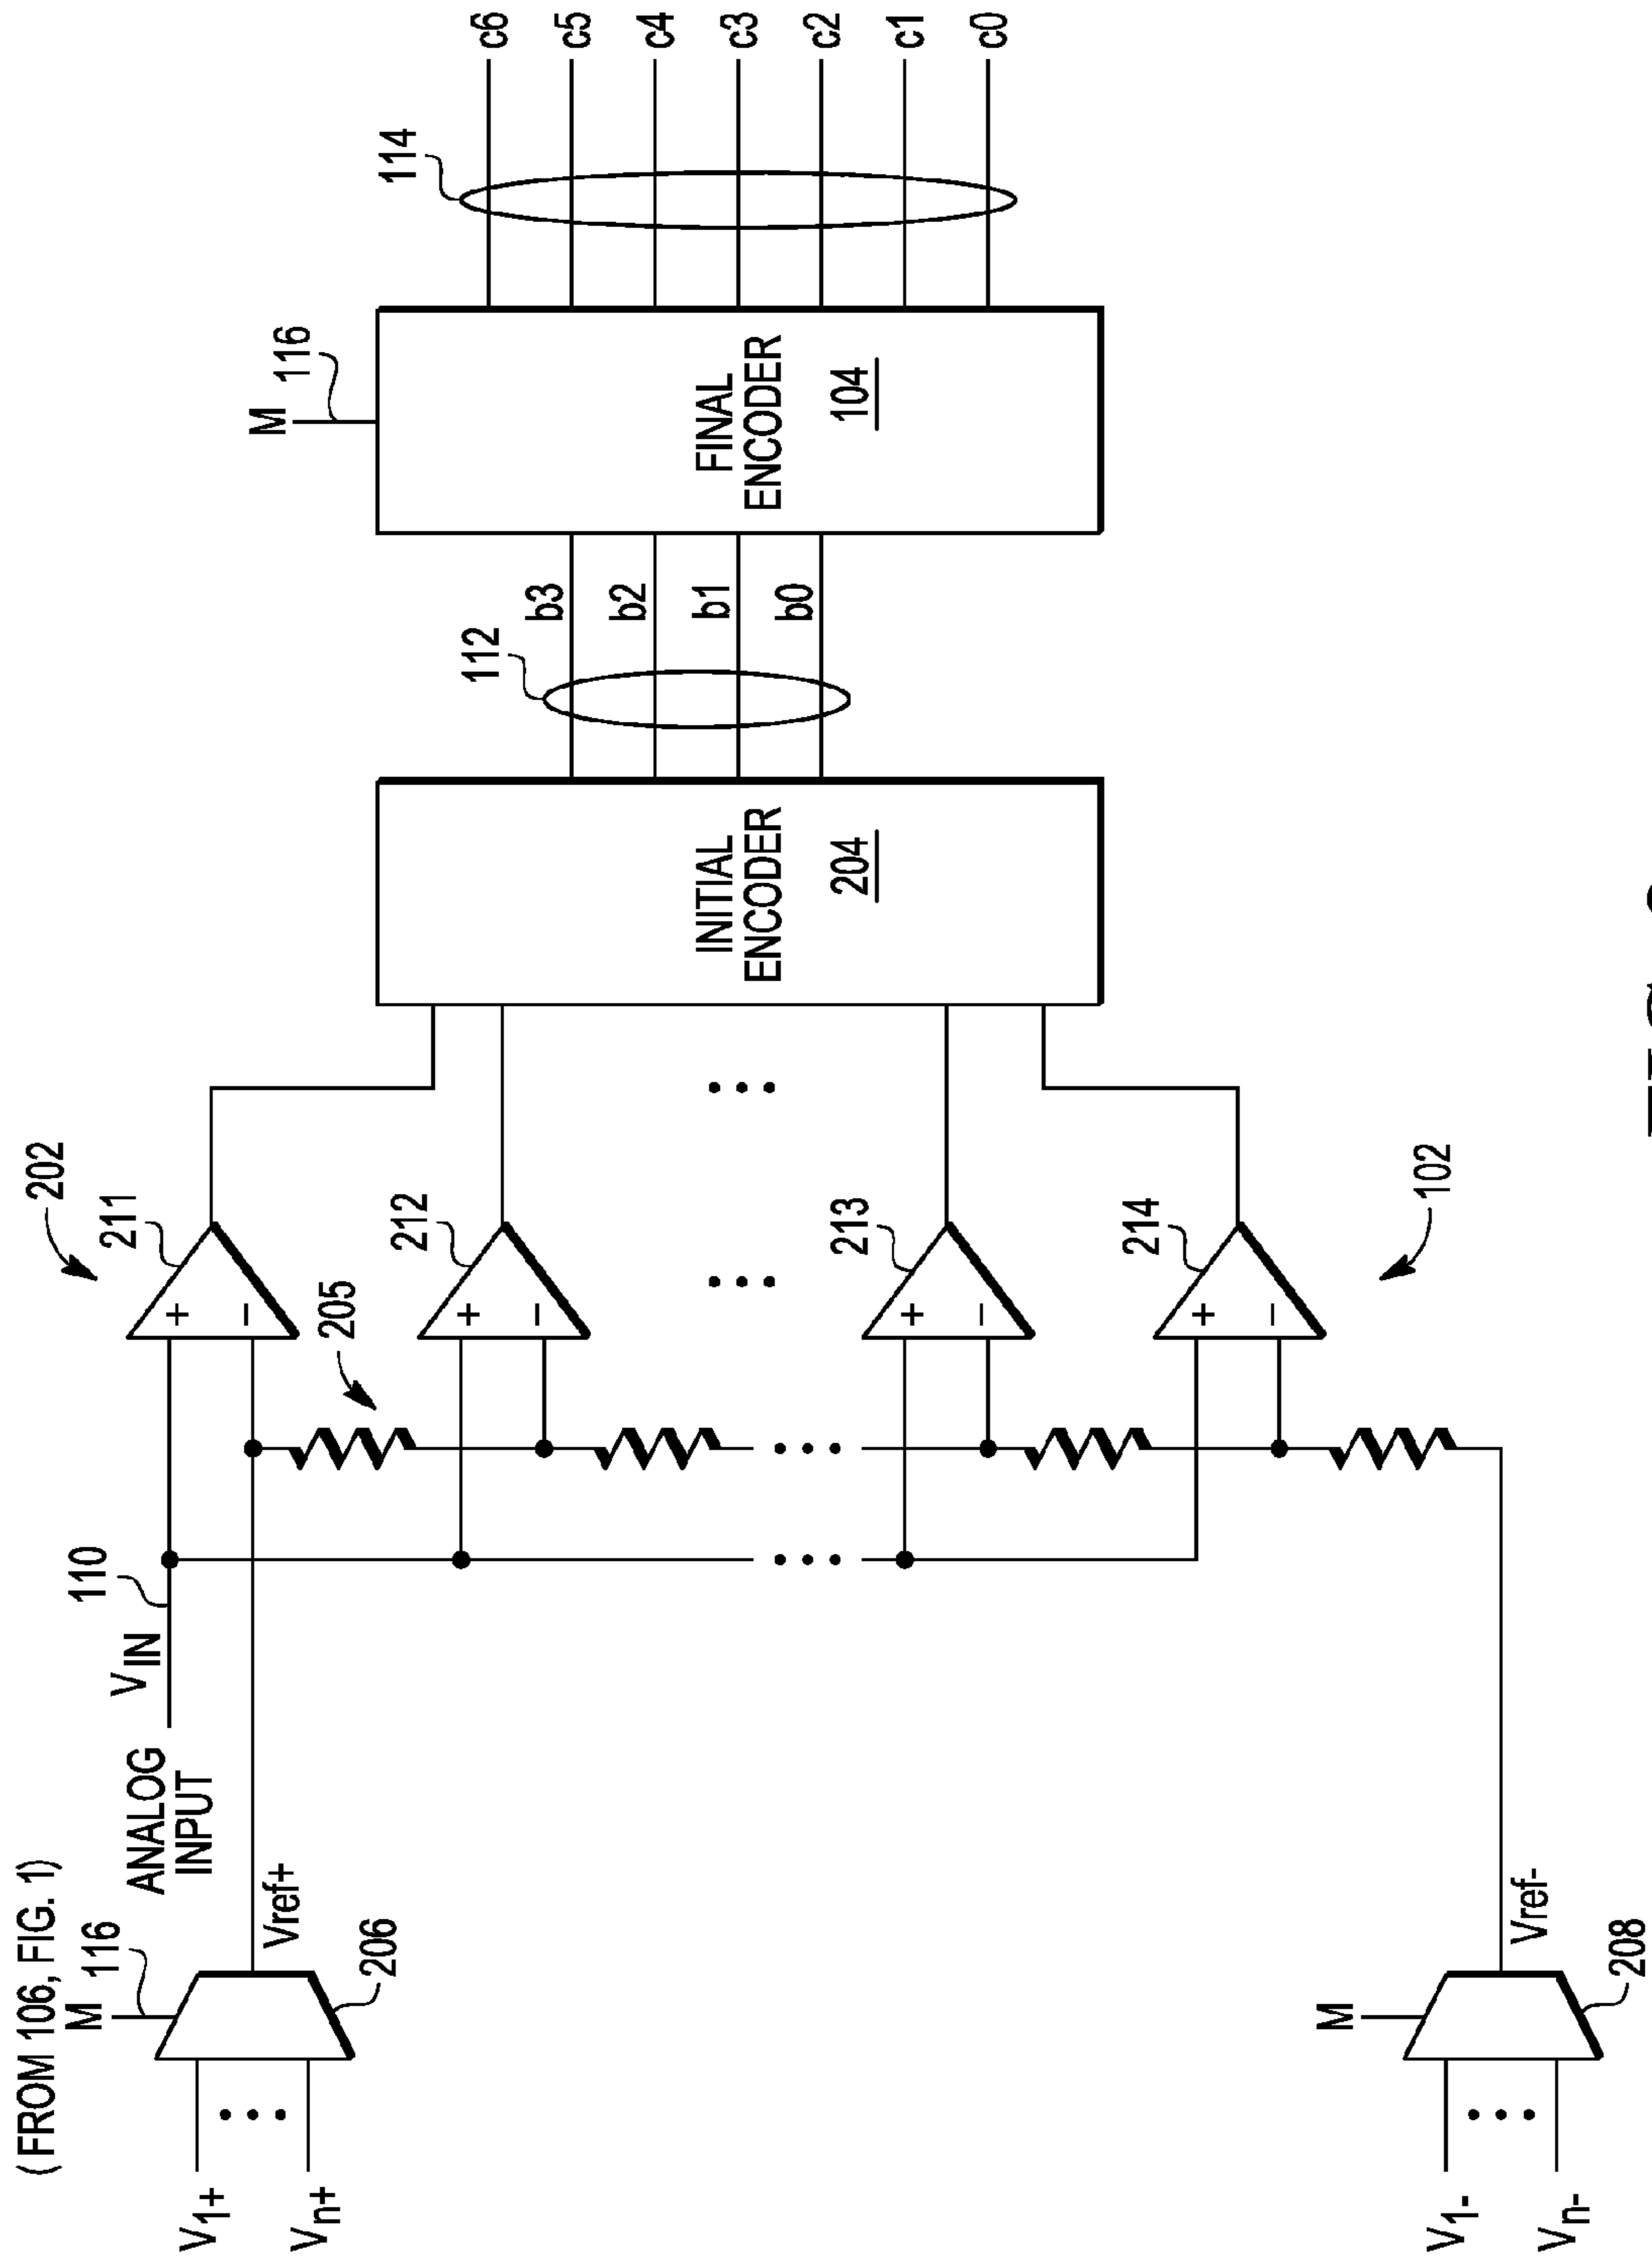 (FROM 106, FIG. 1)
M
116
V1+
Vn+
206
Vref+
ANALOG
INPUT
VIN
110
202
211
+
−
205
212
+
−
213
+
−
214
+
−
102
M
V1-
Vn-
208
Vref-
INITIAL
ENCODER
204
112
b3
b2
b1
b0
M
116
FINAL
ENCODER
104
114
c6
c5
c4
c3
c2
c1
c0